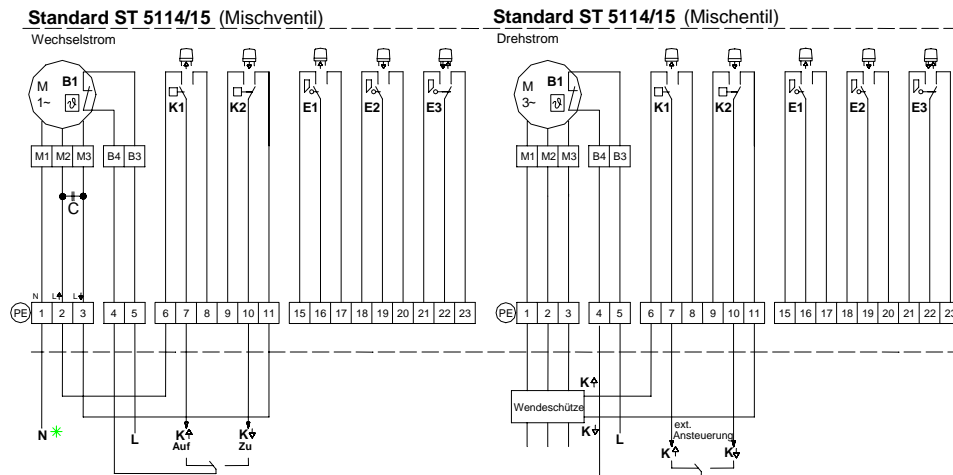 Standard ST 5114/15 (Mischventil)
Wechselstrom
M
1~
B1
ϑ
K1
K2
E1
E2
E3
M1 M2 M3 B4 B3
C
N L L
PE 1 2 3 4 5 6 7 8 9 10 11 15 16 17 18 19 20 21 22 23
N * L K Auf K Zu
Standard ST 5114/15 (Mischentil)
Drehstrom
M
3~
B1
ϑ
K1
K2
E1
E2
E3
M1 M2 M3 B4 B3
PE 1 2 3 4 5 6 7 8 9 10 11 15 16 17 18 19 20 21 22 23
K
Wendeschütze
K L
ext.
Ansteuerung
K K